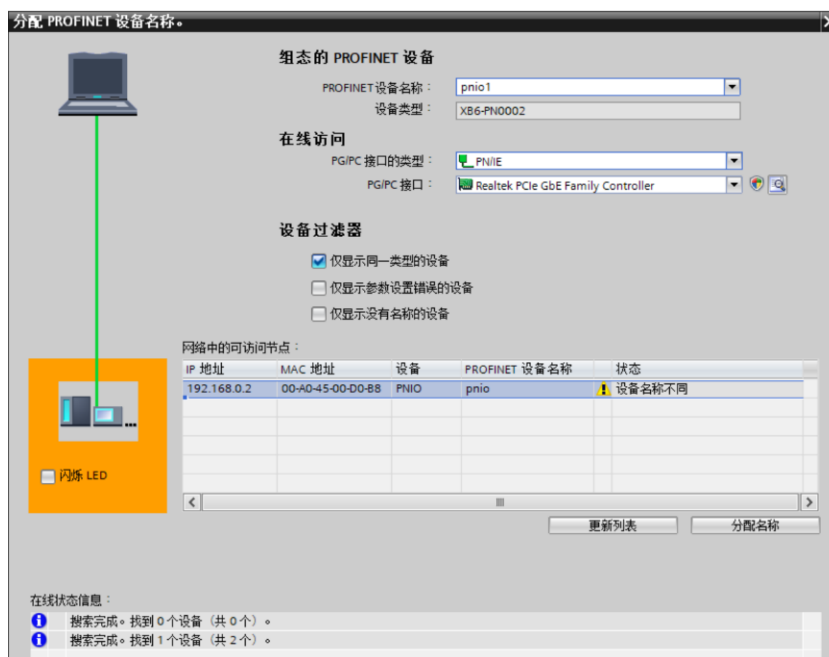 分配 PROFINET 设备名称。
组态的 PROFINET 设备
PROFINET设备名称： pnio1
设备类型： XB6-PN0002
在线访问
PG/PC 接口的类型： PN/IE
PG/PC 接口： Realtek PCIe GbE Family Controller
设备过滤器
仅显示同一类型的设备
仅显示参数设置错误的设备
仅显示没有名称的设备
网络中的可访问节点：
IP 地址 MAC 地址 设备 PROFINET 设备名称 状态
192.168.0.2 00-A0-45-00-D0-B8 PNIO pnio 设备名称不同
闪烁 LED
更新列表 分配名称
在线状态信息：
搜索完成。找到 0 个设备（共 0 个）。
搜索完成。找到 1 个设备（共 2 个）。